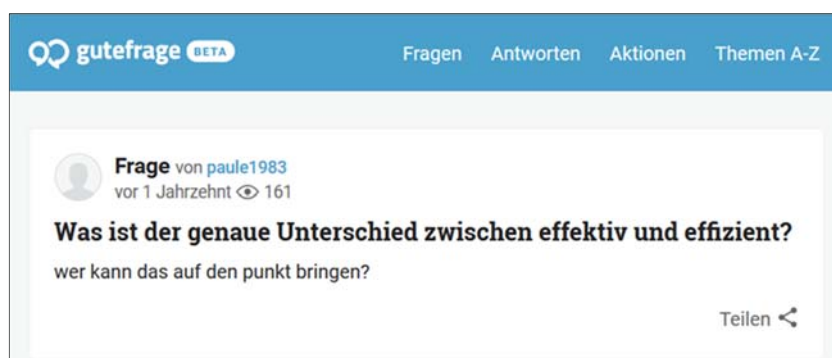 gutefrage BETA Fragen Antworten Aktionen Themen A-Z
Frage von paule1983
vor 1 Jahrzehnt 161
Was ist der genaue Unterschied zwischen effektiv und effizient?
wer kann das auf den punkt bringen?
Teilen